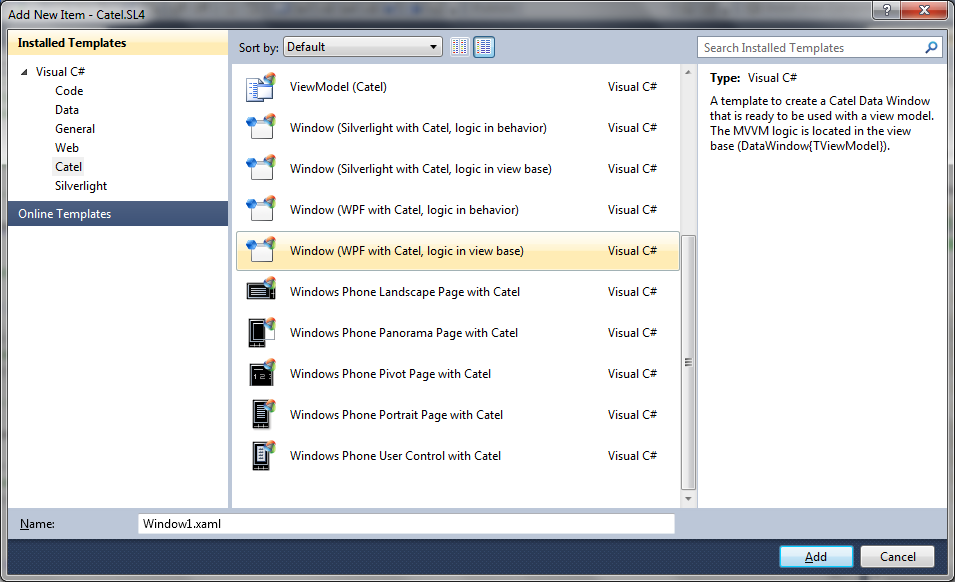 Add New Item - Catel.SL4
Installed Templates
Visual C#
Code
Data
General
Web
Catel
Silverlight
Online Templates
Sort by: Default
ViewModel (Catel) Visual C#
Window (Silverlight with Catel, logic in behavior) Visual C#
Window (Silverlight with Catel, logic in view base) Visual C#
Window (WPF with Catel, logic in behavior) Visual C#
Window (WPF with Catel, logic in view base) Visual C#
Windows Phone Landscape Page with Catel Visual C#
Windows Phone Panorama Page with Catel Visual C#
Windows Phone Pivot Page with Catel Visual C#
Windows Phone Portrait Page with Catel Visual C#
Windows Phone User Control with Catel Visual C#
Search Installed Templates
Type: Visual C#
A template to create a Catel Data Window
that is ready to be used with a view model.
The MVVM logic is located in the view
base (DataWindow{TViewModel}).
Name: Window1.xaml
Add Cancel